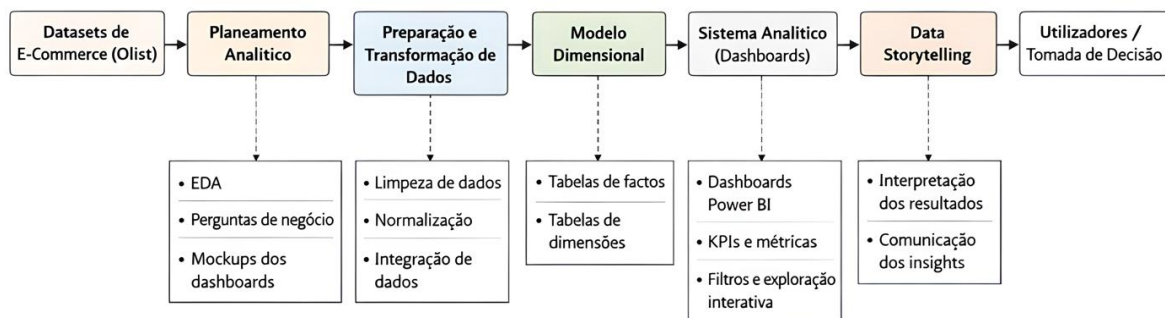 Datasets de
E-Commerce (Olist)
Planeamento
Analitico
Preparação e
Transformação de
Dados
Modelo
Dimensional
Sistema Analitico
(Dashboards)
Data
Storytelling
Utilizadores /
Tomada de Decisão
• EDA
• Perguntas de negócio
• Mockups dos
dashboards
• Limpeza de dados
• Normalização
• Integração de
dados
• Tabelas de factos
• Tabelas de
dimensões
• Dashboards
Power BI
• KPIs e métricas
• Filtros e exploração
interativa
• Interpretação
dos resultados
• Comunicação
dos insights